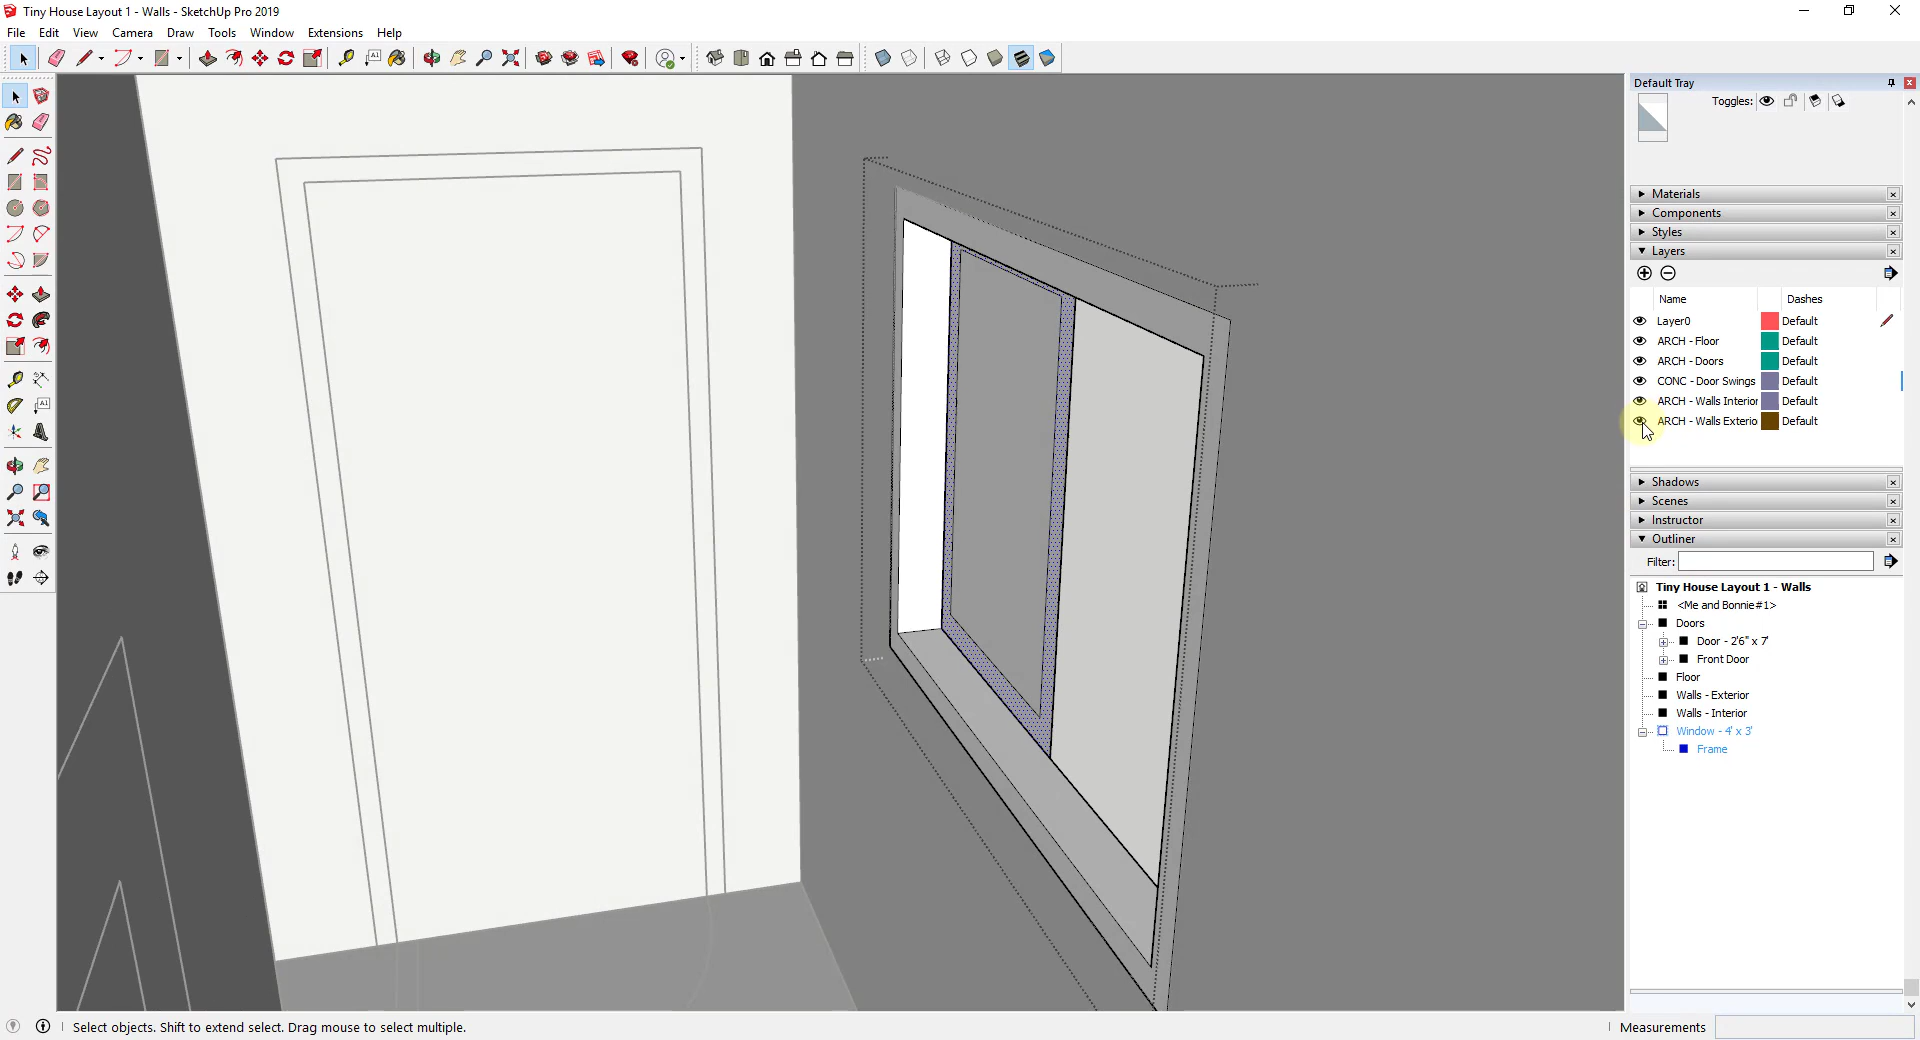 Tiny House Layout 1 - Walls - SketchUp Pro 2019
File Edit View Camera Draw Tools Window Extensions Help
Default Tray
Toggles:
Materials
Components
Styles
Layers
Name Dashes
Layer0 Default
ARCH - Floor Default
ARCH - Doors Default
CONC - Door Swings Default
ARCH - Walls Interior Default
ARCH - Walls Exterio Default
Shadows
Scenes
Instructor
Outliner
Filter:
Tiny House Layout 1 - Walls
<Me and Bonnie#1>
Doors
Door - 2'6" x 7'
Front Door
Floor
Walls - Exterior
Walls - Interior
Window - 4' x 3'
Frame
Select objects. Shift to extend select. Drag mouse to select multiple.
Measurements